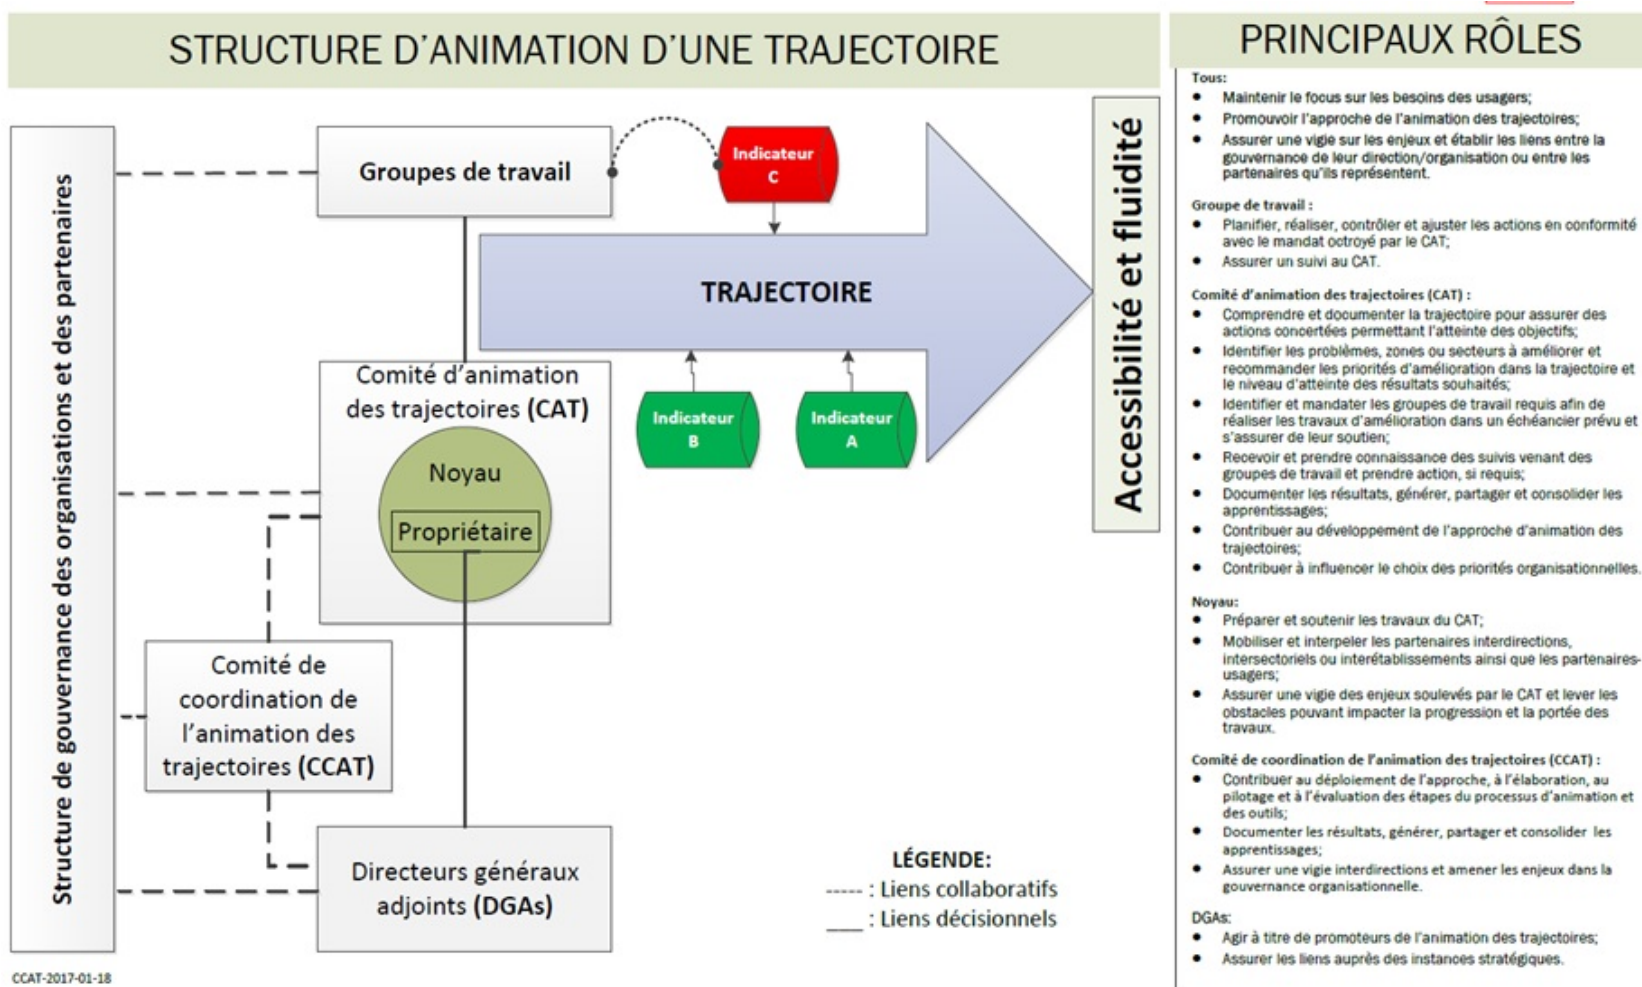 STRUCTURE D'ANIMATION D'UNE TRAJECTOIRE
Structure de gouvernance des organisations et des partenaires
Groupes de travail
Indicateur
C
TRAJECTOIRE
Accessibilité et fluidité
Comité d'animation
des trajectoires (CAT)
Noyau
Propriétaire
Indicateur
B
Indicateur
A
Comité de
coordination de
l'animation des
trajectoires (CCAT)
Directeurs généraux
adjoints (DGAs)
LÉGENDE:
----- : Liens collaboratifs
___ : Liens décisionnels
CCAT-2017-01-18
PRINCIPAUX RÔLES
Tous:
• Maintenir le focus sur les besoins des usagers;
• Promouvoir l'approche de l'animation des trajectoires;
• Assurer une vigie sur les enjeux et établir les liens entre la
gouvernance de leur direction/organisation ou entre les
partenaires qu'ils représentent.
Groupe de travail :
• Planifier, réaliser, contrôler et ajuster les actions en conformité
avec le mandat octroyé par le CAT;
• Assurer un suivi au CAT.
Comité d'animation des trajectoires (CAT) :
• Comprendre et documenter la trajectoire pour assurer des
actions concertées permettant l'atteinte des objectifs;
• Identifier les problèmes, zones ou secteurs à améliorer et
recommander les priorités d'amélioration dans la trajectoire et
le niveau d'atteinte des résultats souhaités;
• Identifier et mandater les groupes de travail requis afin de
réaliser les travaux d'amélioration dans un échéancier prévu et
s'assurer de leur soutien;
• Recevoir et prendre connaissance des suivis venant des
groupes de travail et prendre action, si requis;
• Documenter les résultats, générer, partager et consolider les
apprentissages;
• Contribuer au développement de l'approche d'animation des
trajectoires;
• Contribuer à influencer le choix des priorités organisationnelles.
Noyau:
• Préparer et soutenir les travaux du CAT;
• Mobiliser et interpeler les partenaires interdirections,
intersectoriels ou interétablissements ainsi que les partenaires-
usagers;
• Assurer une vigie des enjeux soulevés par le CAT et lever les
obstacles pouvant impacter la progression et la portée des
travaux.
Comité de coordination de l'animation des trajectoires (CCAT) :
• Contribuer au déploiement de l'approche, à l'élaboration, au
pilotage et à l'évaluation des étapes du processus d'animation et
des outils;
• Documenter les résultats, générer, partager et consolider les
apprentissages;
• Assurer une vigie interdirections et amener les enjeux dans la
gouvernance organisationnelle.
DGAs:
• Agir à titre de promoteurs de l'animation des trajectoires;
• Assurer les liens auprès des instances stratégiques.